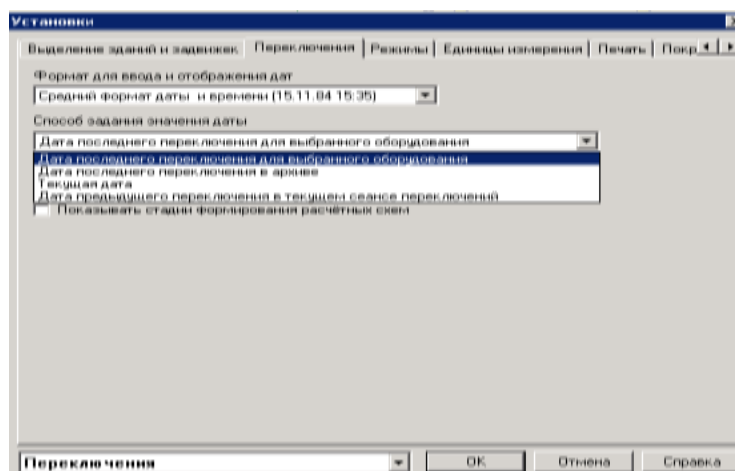 Установки
Выделение зданий и задвижек Переключения Режимы Единицы измерения Печать Покр
Формат для ввода и отображения дат
Средний формат даты и времени (15.11.84 15:35)
Способ задания значения даты
Дата последнего переключения для выбранного оборудования
Дата последнего переключения для выбранного оборудования
Дата последнего переключения в архиве
Текущая дата
Дата предыдущего переключения в текущем сеансе переключений
Показывать стадии формирования расчётных схем
Переключения OK Отмена Справка